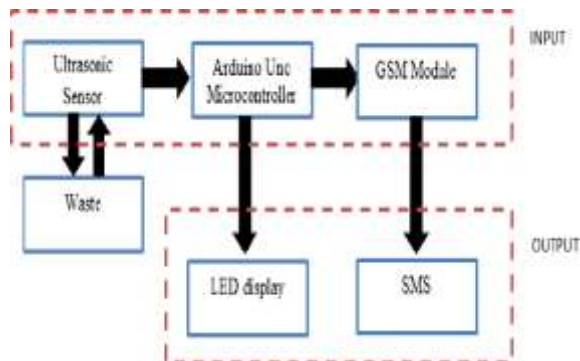 INPUT
Ultrasonic
Sensor
Arduino Uno
Microcontroller
GSM Module
Waste
OUTPUT
LED display
SMS